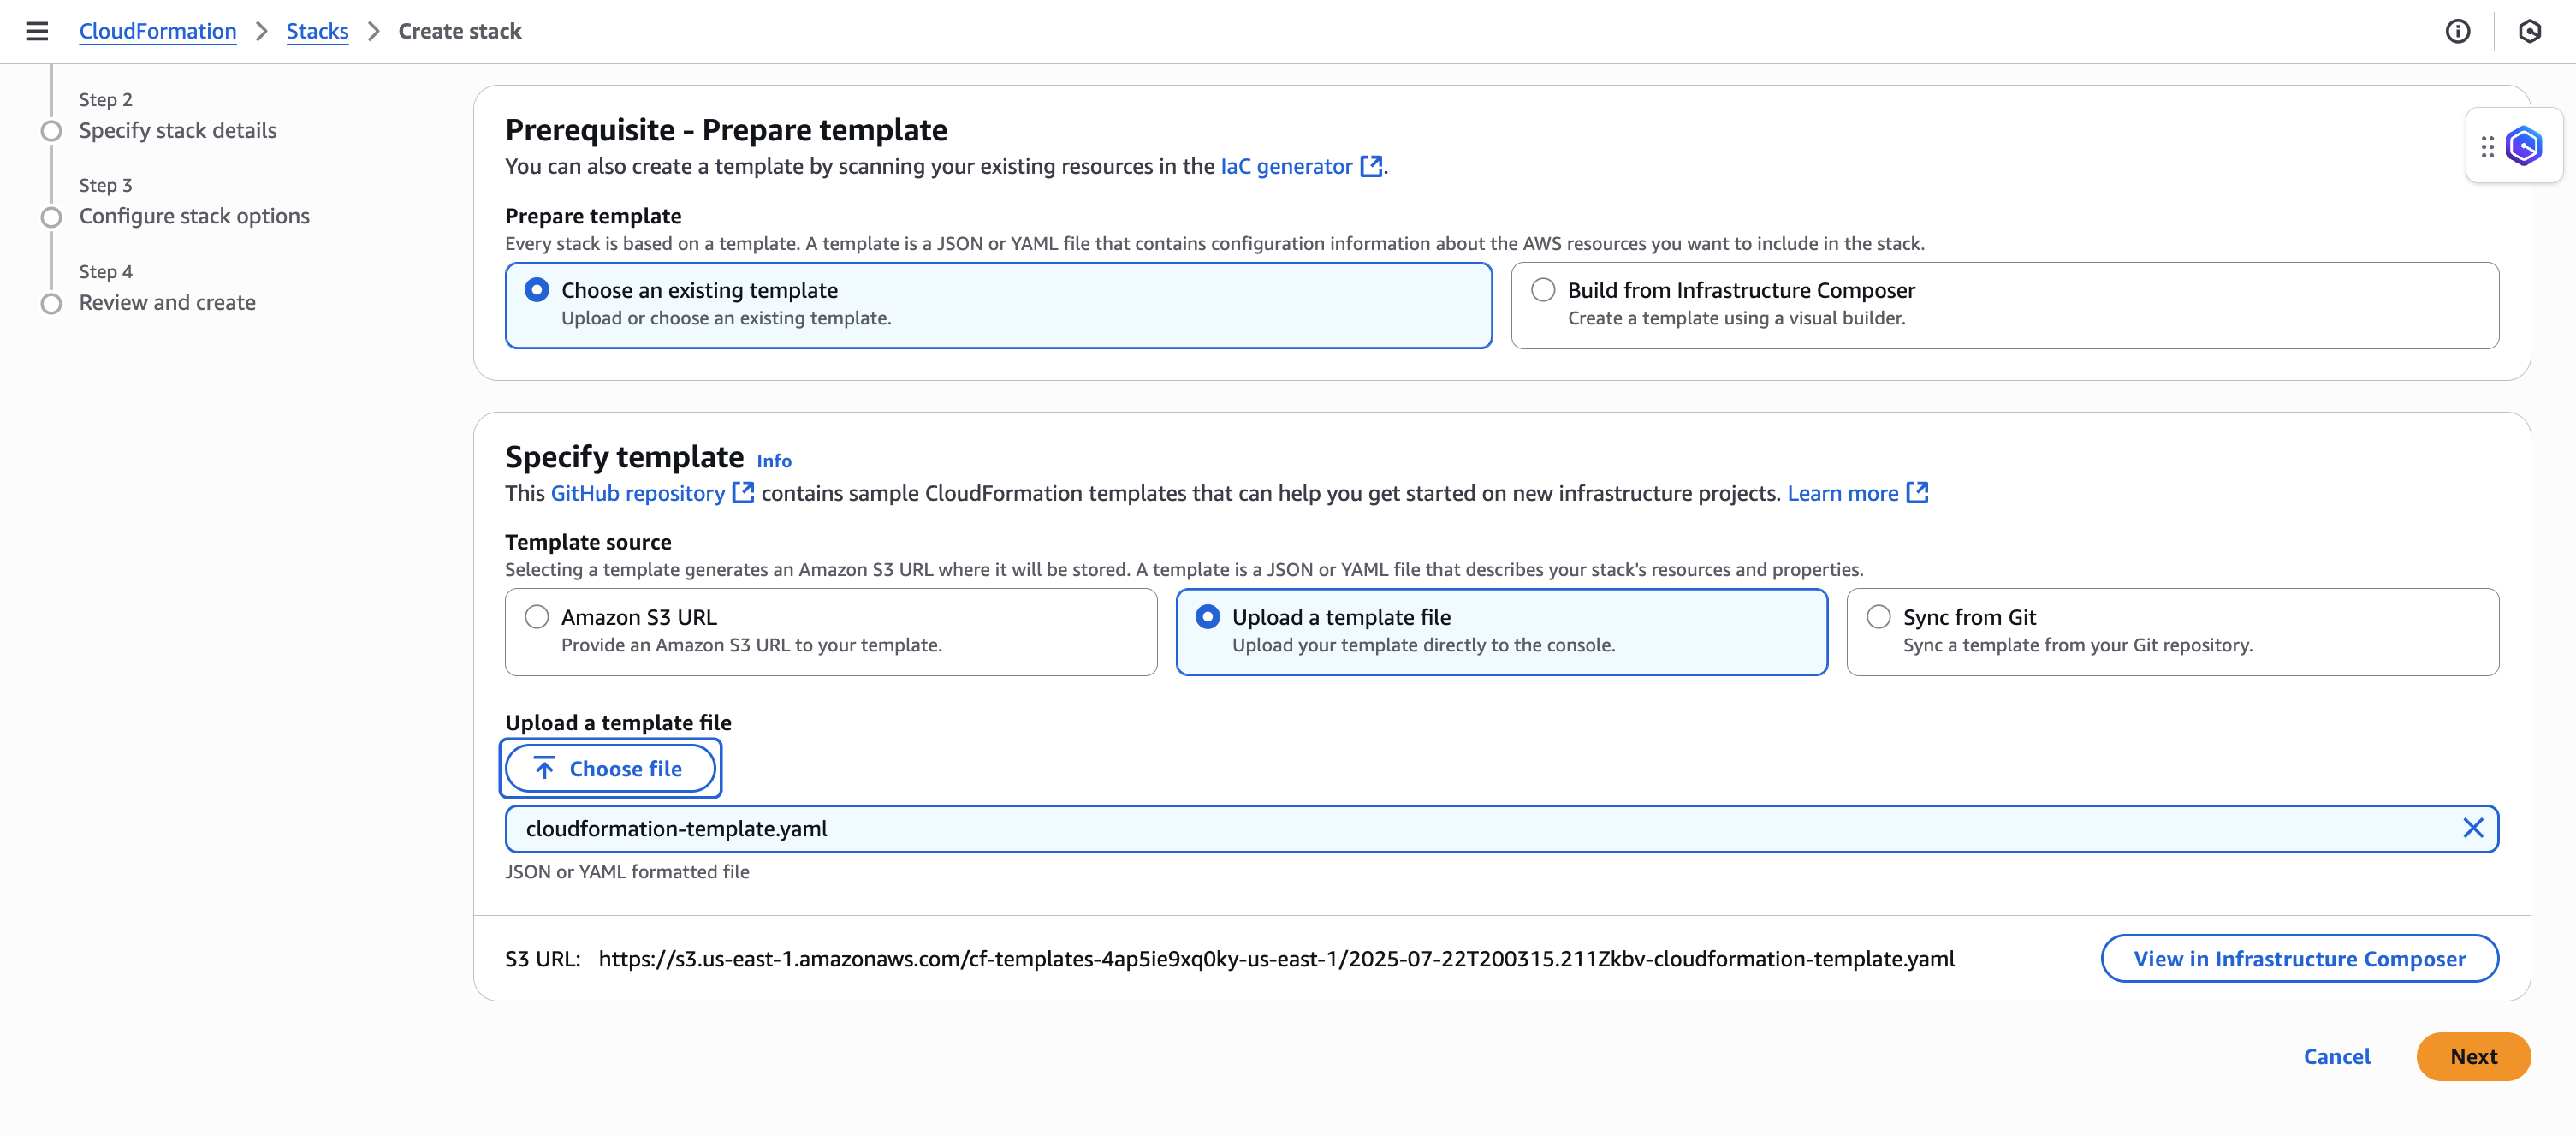 CloudFormation > Stacks > Create stack
Step 2
Specify stack details
Step 3
Configure stack options
Step 4
Review and create
Prerequisite - Prepare template
You can also create a template by scanning your existing resources in the IaC generator.
Prepare template
Every stack is based on a template. A template is a JSON or YAML file that contains configuration information about the AWS resources you want to include in the stack.
Choose an existing template
Upload or choose an existing template.
Build from Infrastructure Composer
Create a template using a visual builder.
Specify template Info
This GitHub repository contains sample CloudFormation templates that can help you get started on new infrastructure projects. Learn more
Template source
Selecting a template generates an Amazon S3 URL where it will be stored. A template is a JSON or YAML file that describes your stack's resources and properties.
Amazon S3 URL
Provide an Amazon S3 URL to your template.
Upload a template file
Upload your template directly to the console.
Sync from Git
Sync a template from your Git repository.
Upload a template file
Choose file
cloudformation-template.yaml
JSON or YAML formatted file
S3 URL: https://s3.us-east-1.amazonaws.com/cf-templates-4ap5ie9xq0ky-us-east-1/2025-07-22T200315.211Zkbv-cloudformation-template.yaml
View in Infrastructure Composer
Cancel
Next